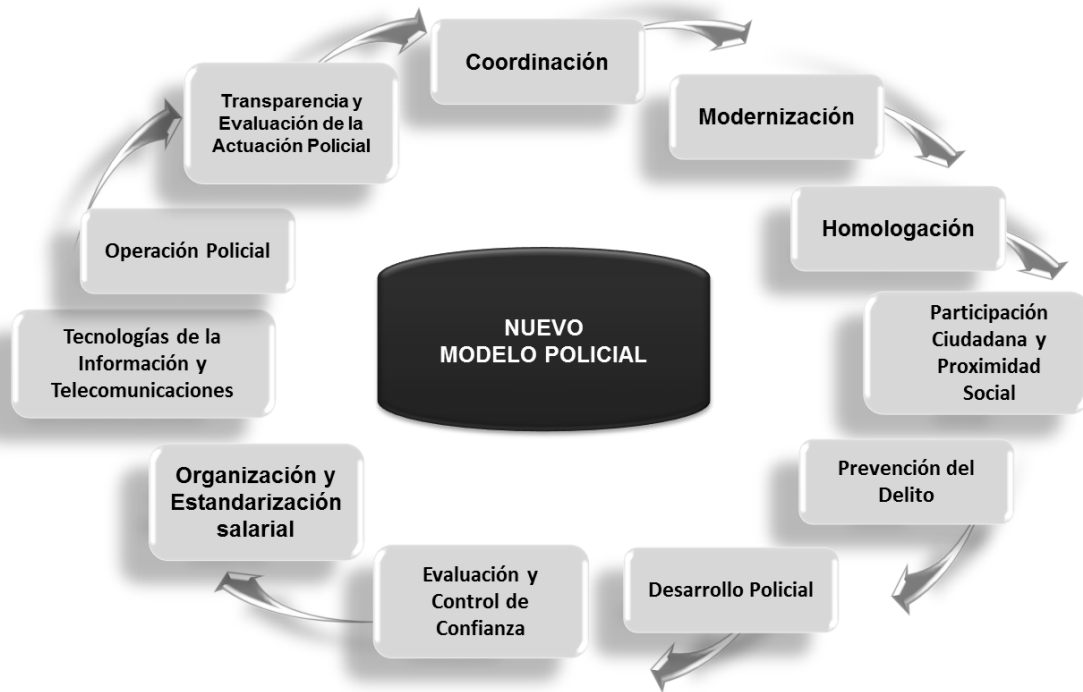 Coordinación
Modernización
Homologación
Participación
Ciudadana y
Proximidad
Social
Prevención del
Delito
Desarrollo Policial
Evaluación y
Control de
Confianza
Organización y
Estandarización
salarial
Tecnologías de la
Información y
Telecomunicaciones
Operación Policial
Transparencia y
Evaluación de la
Actuación Policial
NUEVO
MODELO POLICIAL